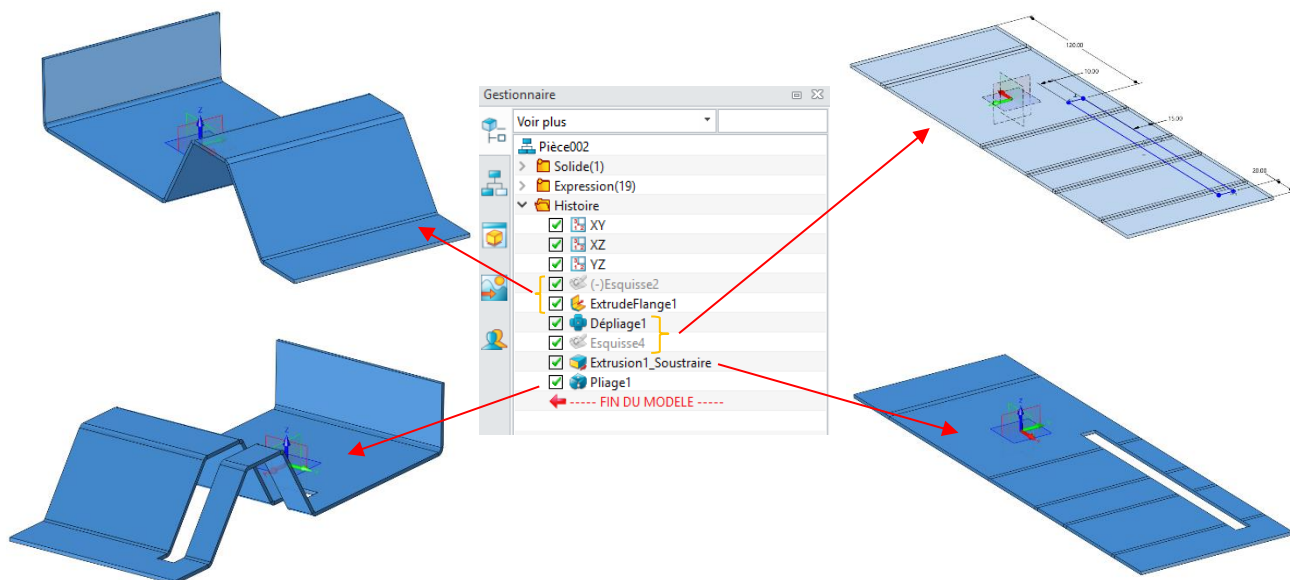 Gestionnaire
Voir plus
Pièce002
Solide(1)
Expression(19)
Histoire
XY
XZ
YZ
(-)Esquisse2
ExtrudeFlange1
Dépliage1
Esquisse4
Extrusion1_Soustraire
Pliage1
----- FIN DU MODELE -----
Z
Z
Z
120.00
10.00
15.00
20.00